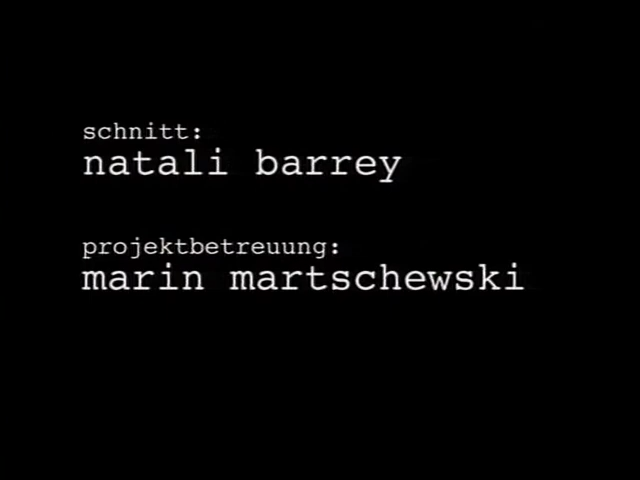 schnitt:
natali barrey
projektbetreuung:
marin martschewski